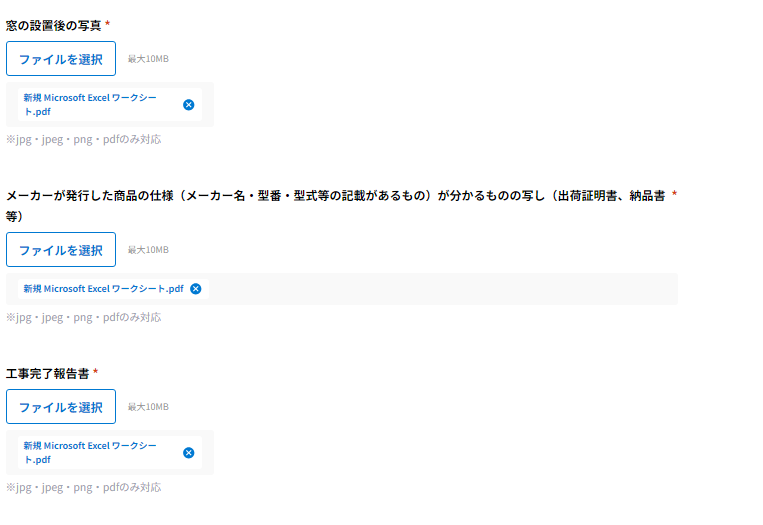 窓の設置後の写真 *
ファイルを選択 最大10MB
新規 Microsoft Excel ワークシー
ト.pdf
※jpg・jpeg・png・pdfのみ対応
メーカーが発行した商品の仕様（メーカー名・型番・型式等の記載があるもの）が分かるものの写し（出荷証明書、納品書 *
等）
ファイルを選択 最大10MB
新規 Microsoft Excel ワークシート.pdf
※jpg・jpeg・png・pdfのみ対応
工事完了報告書 *
ファイルを選択 最大10MB
新規 Microsoft Excel ワークシー
ト.pdf
※jpg・jpeg・png・pdfのみ対応